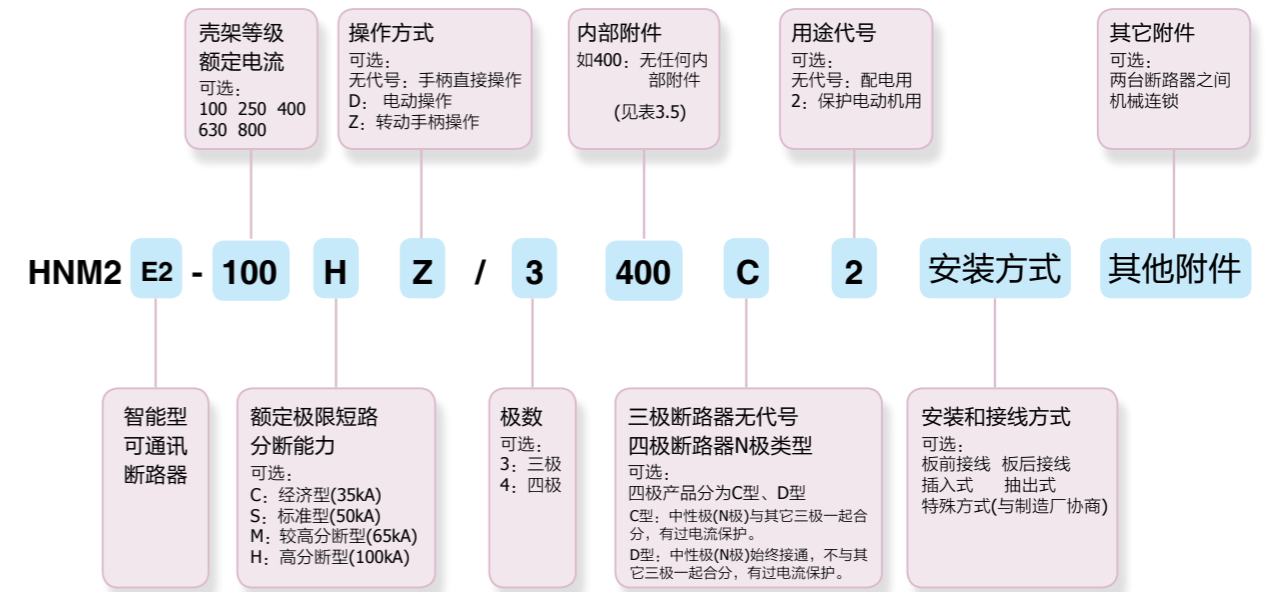 壳架等级
额定电流
可选：
100 250 400
630 800
操作方式
可选：
无代号：手柄直接操作
D： 电动操作
Z：转动手柄操作
内部附件
如400：无任何内
部附件
(见表3.5)
用途代号
可选：
无代号：配电用
2：保护电动机用
其它附件
可选：
两台断路器之间
机械连锁
HNM2 E2 - 100 H Z / 3 400 C 2 安装方式 其他附件
智能型
可通讯
断路器
额定极限短路
分断能力
可选：
C：经济型(35kA)
S：标准型(50kA)
M：较高分断型(65kA)
H：高分断型(100kA)
极数
可选：
3：三极
4：四极
三极断路器无代号
四极断路器N极类型
可选：
四极产品分为C型、D型
C型：中性极(N极)与其它三极一起合
分，有过电流保护。
D型：中性极(N极)始终接通，不与其
它三极一起合分，有过电流保护。
安装和接线方式
可选：
板前接线 板后接线
插入式 抽出式
特殊方式(与制造厂协商)